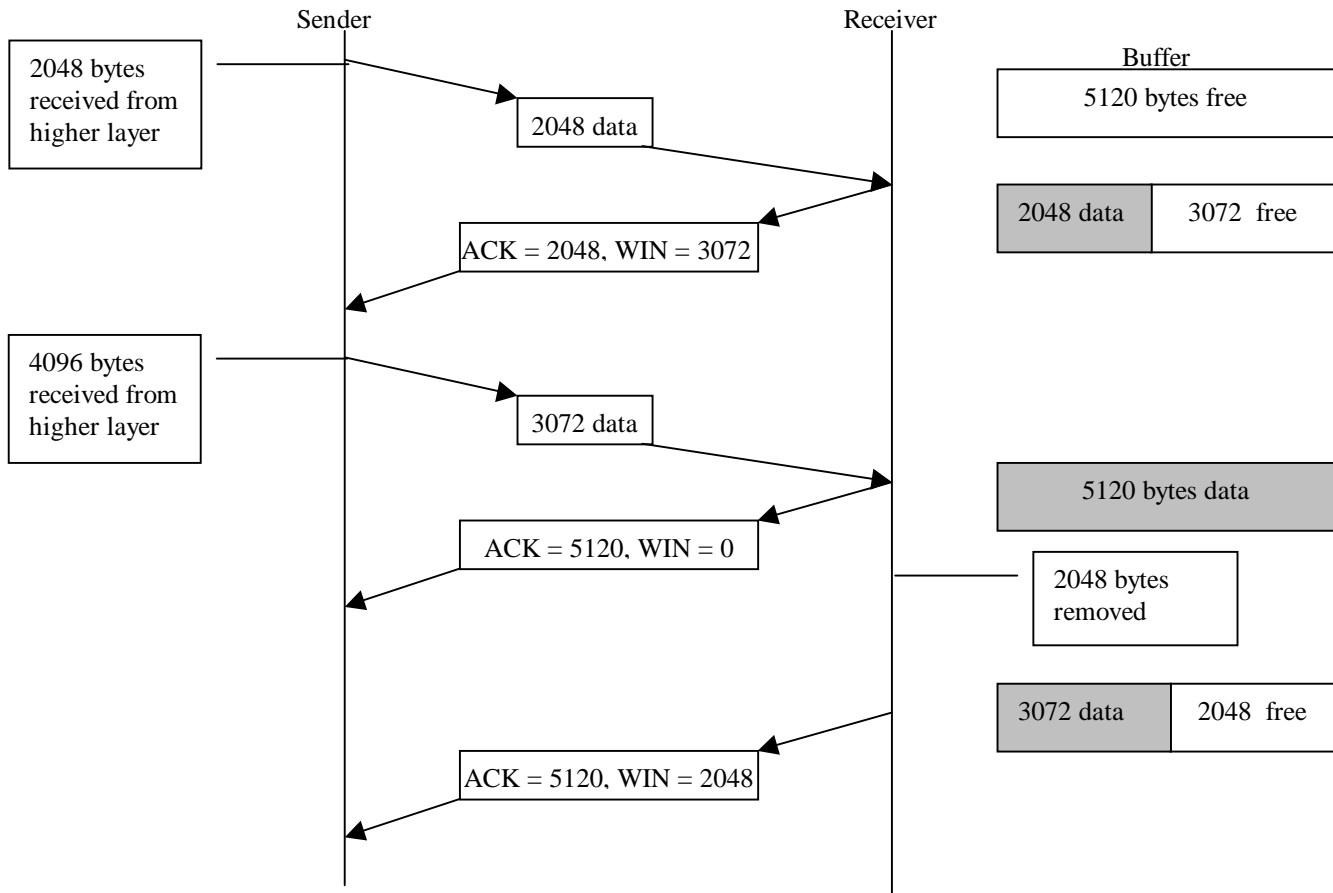 Sender
Receiver
2048 bytes
received from
higher layer
Buffer
5120 bytes free
2048 data
2048 data
3072 free
ACK = 2048, WIN = 3072
4096 bytes
received from
higher layer
3072 data
5120 bytes data
ACK = 5120, WIN = 0
2048 bytes
removed
3072 data
2048 free
ACK = 5120, WIN = 2048